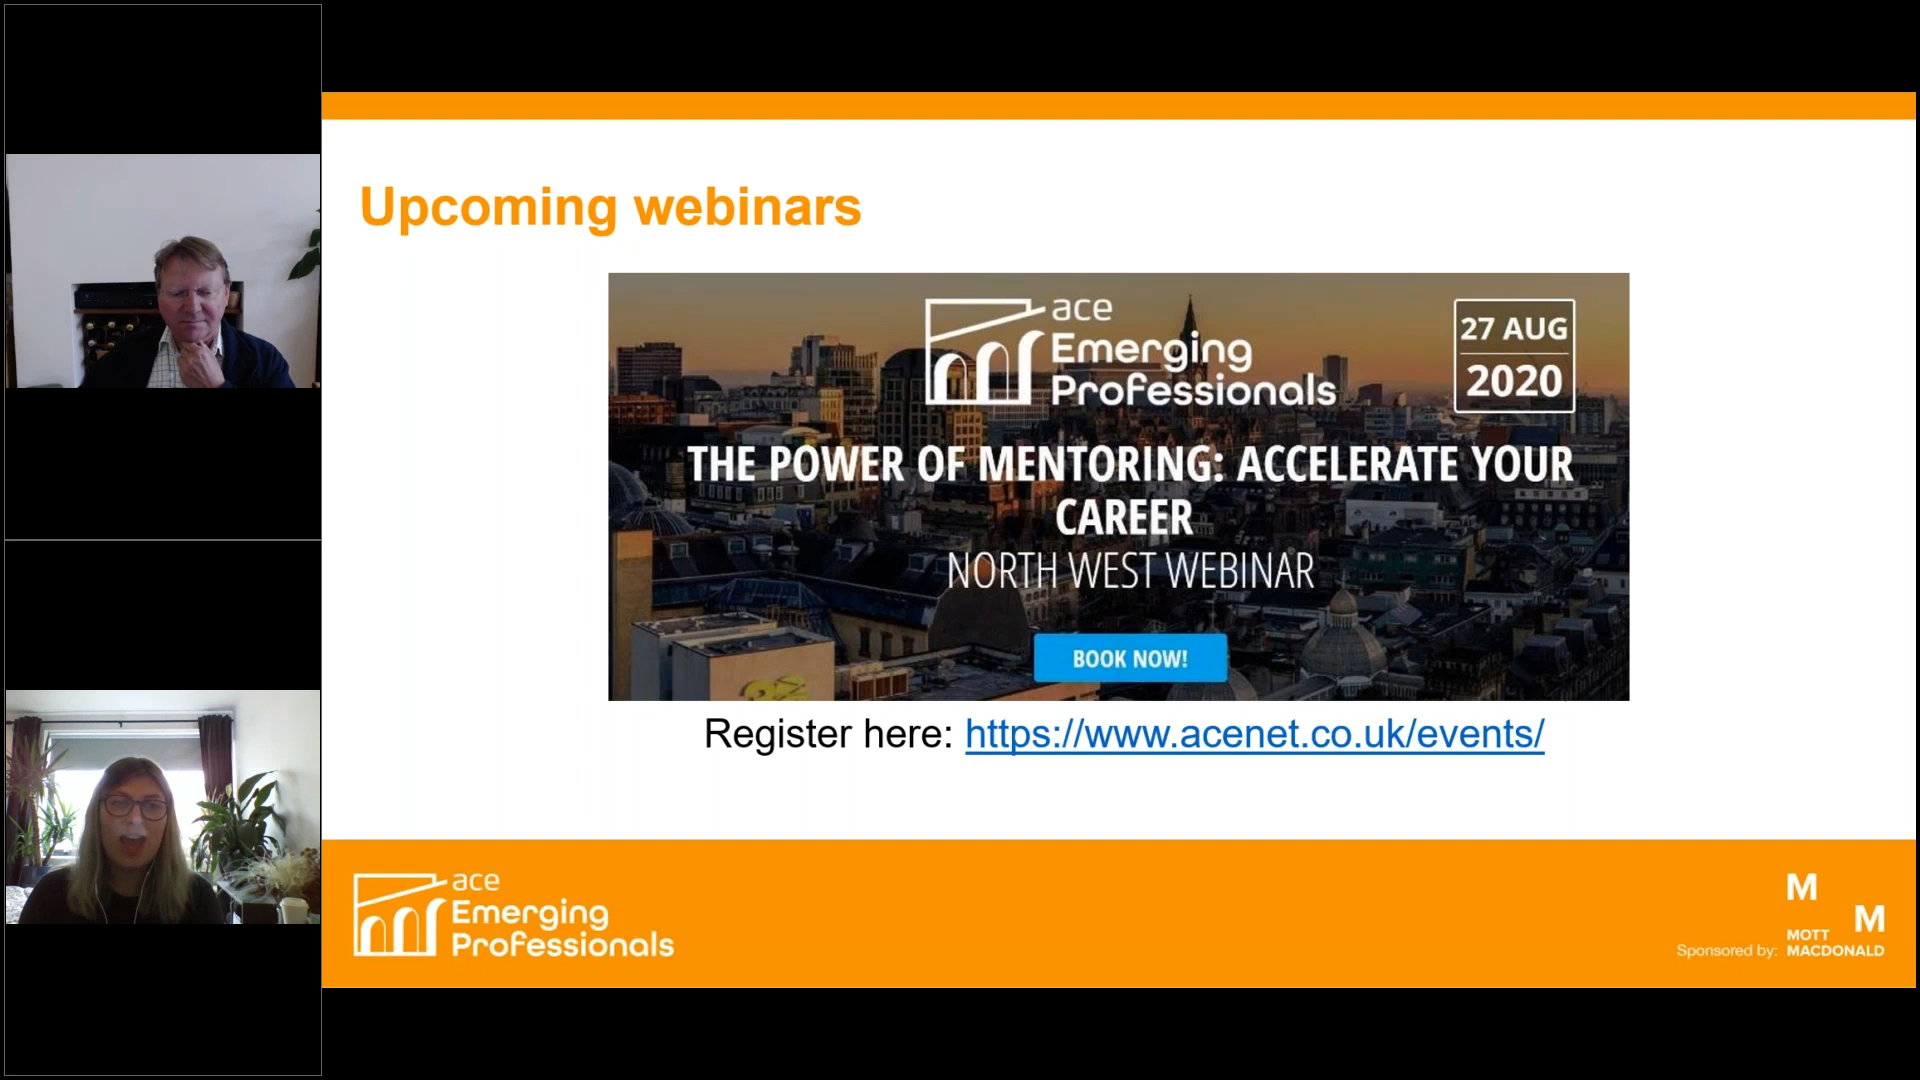 Upcoming webinars
ace
Emerging
Professionals
27 AUG
2020
THE POWER OF MENTORING: ACCELERATE YOUR
CAREER
NORTH WEST WEBINAR
BOOK NOW!
Register here: https://www.acenet.co.uk/events/
ace
Emerging
Professionals
M
M
Sponsored by: MOTT
MACDONALD